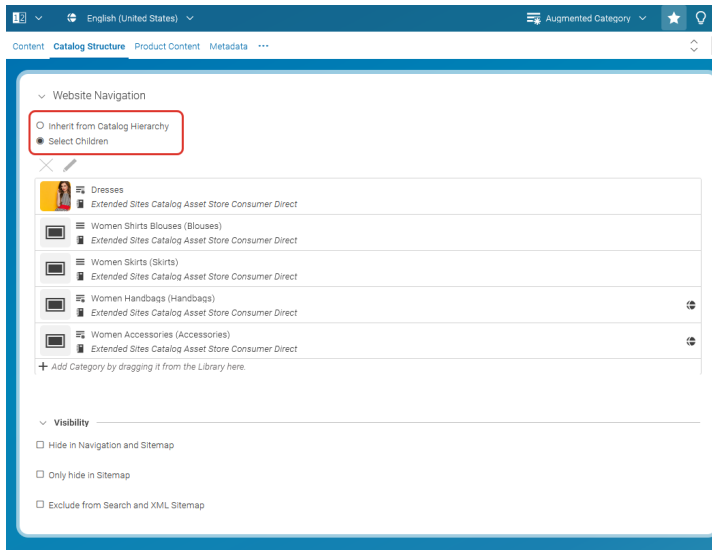 12 English (United States) Augmented Category
Content Catalog Structure Product Content Metadata ...
Website Navigation
Inherit from Catalog Hierarchy
Select Children
Dresses
Extended Sites Catalog Asset Store Consumer Direct
Women Shirts Blouses (Blouses)
Extended Sites Catalog Asset Store Consumer Direct
Women Skirts (Skirts)
Extended Sites Catalog Asset Store Consumer Direct
Women Handbags (Handbags)
Extended Sites Catalog Asset Store Consumer Direct
Women Accessories (Accessories)
Extended Sites Catalog Asset Store Consumer Direct
Add Category by dragging it from the Library here.
Visibility
Hide in Navigation and Sitemap
Only hide in Sitemap
Exclude from Search and XML Sitemap